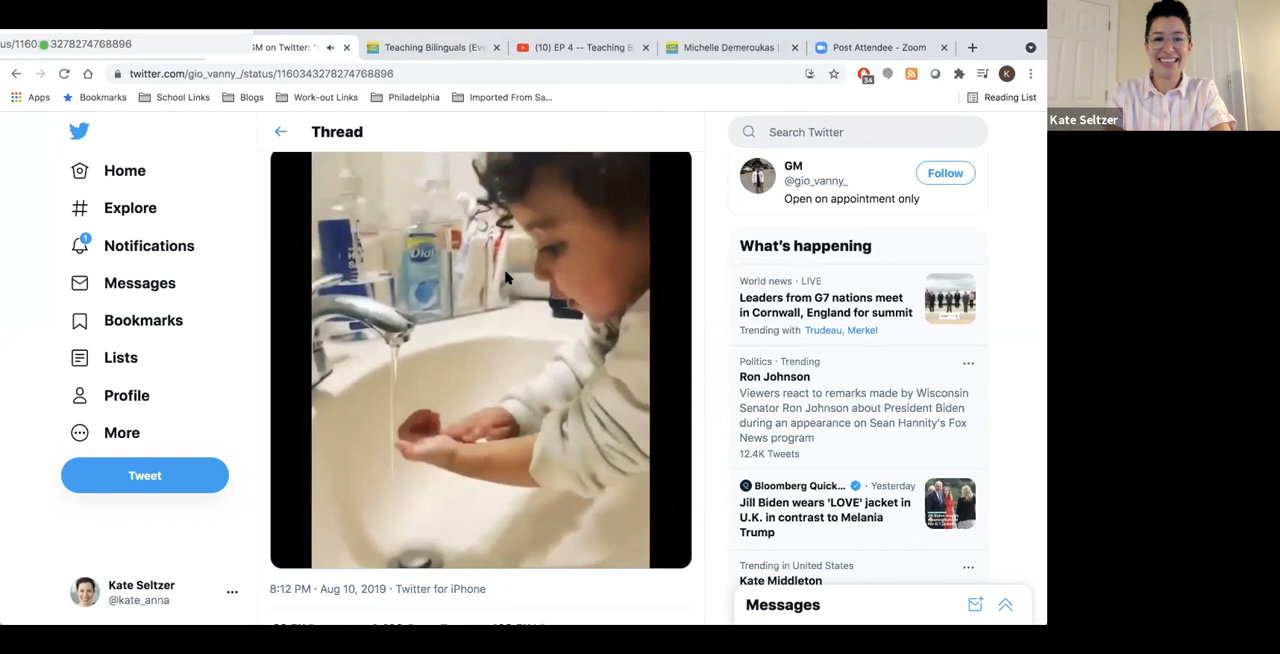 us/1160343278274768896
GM on Twitter: "
Teaching Bilinguals (Eve
(10) EP 4 -- Teaching B
Michelle Demeroukas |
Post Attendee - Zoom
twitter.com/gio_vanny_/status/1160343278274768896
34
K
Apps
Bookmarks
School Links
Blogs
Work-out Links
Philadelphia
Imported From Sa...
Reading List
Kate Seltzer
Thread
Search Twitter
Home
Explore
1
Notifications
Messages
Bookmarks
Lists
Profile
More
Tweet
Kate Seltzer
@kate_anna
Dial
8:12 PM · Aug 10, 2019 · Twitter for iPhone
GM
@gio_vanny_
Follow
Open on appointment only
What's happening
World news · LIVE
Leaders from G7 nations meet
in Cornwall, England for summit
Trending with Trudeau, Merkel
Politics · Trending
Ron Johnson
Viewers react to remarks made by Wisconsin
Senator Ron Johnson about President Biden
during an appearance on Sean Hannity's Fox
News program
12.4K Tweets
Bloomberg Quick... · Yesterday
Jill Biden wears 'LOVE' jacket in
U.K. in contrast to Melania
Trump
Trending in United States
Kate Middleton
Messages